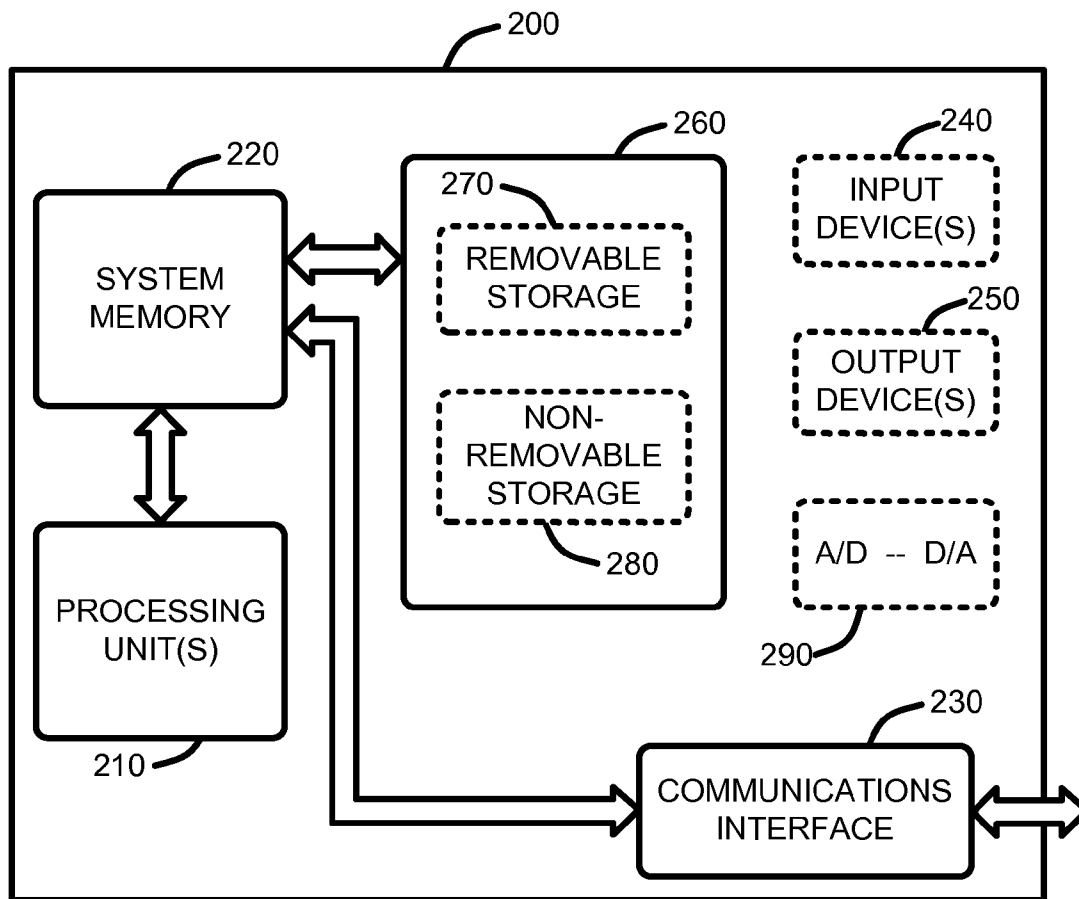 200
220
SYSTEM
MEMORY
260
270
REMOVABLE
STORAGE
NON-
REMOVABLE
STORAGE
280
240
INPUT
DEVICE(S)
250
OUTPUT
DEVICE(S)
A/D -- D/A
290
PROCESSING
UNIT(S)
210
230
COMMUNICATIONS
INTERFACE